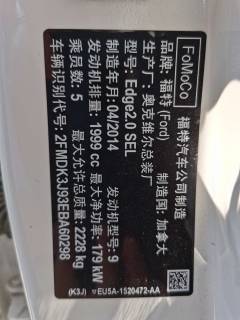 FoMoCo 福特汽车公司制造
品牌：福特 (Ford) 制造国：加拿大
生产厂：奥克维尔总装厂
型号：Edge2.0 SEL
制造年月：04/2014 发动机型号：9
发动机排量：1999 cc 最大净功率：179 kW
乘员数：5 最大允许总质量：2228 kg
车辆识别代号：2FMDK3J93EBA60298
(K3J) EU5A-1520472-AA